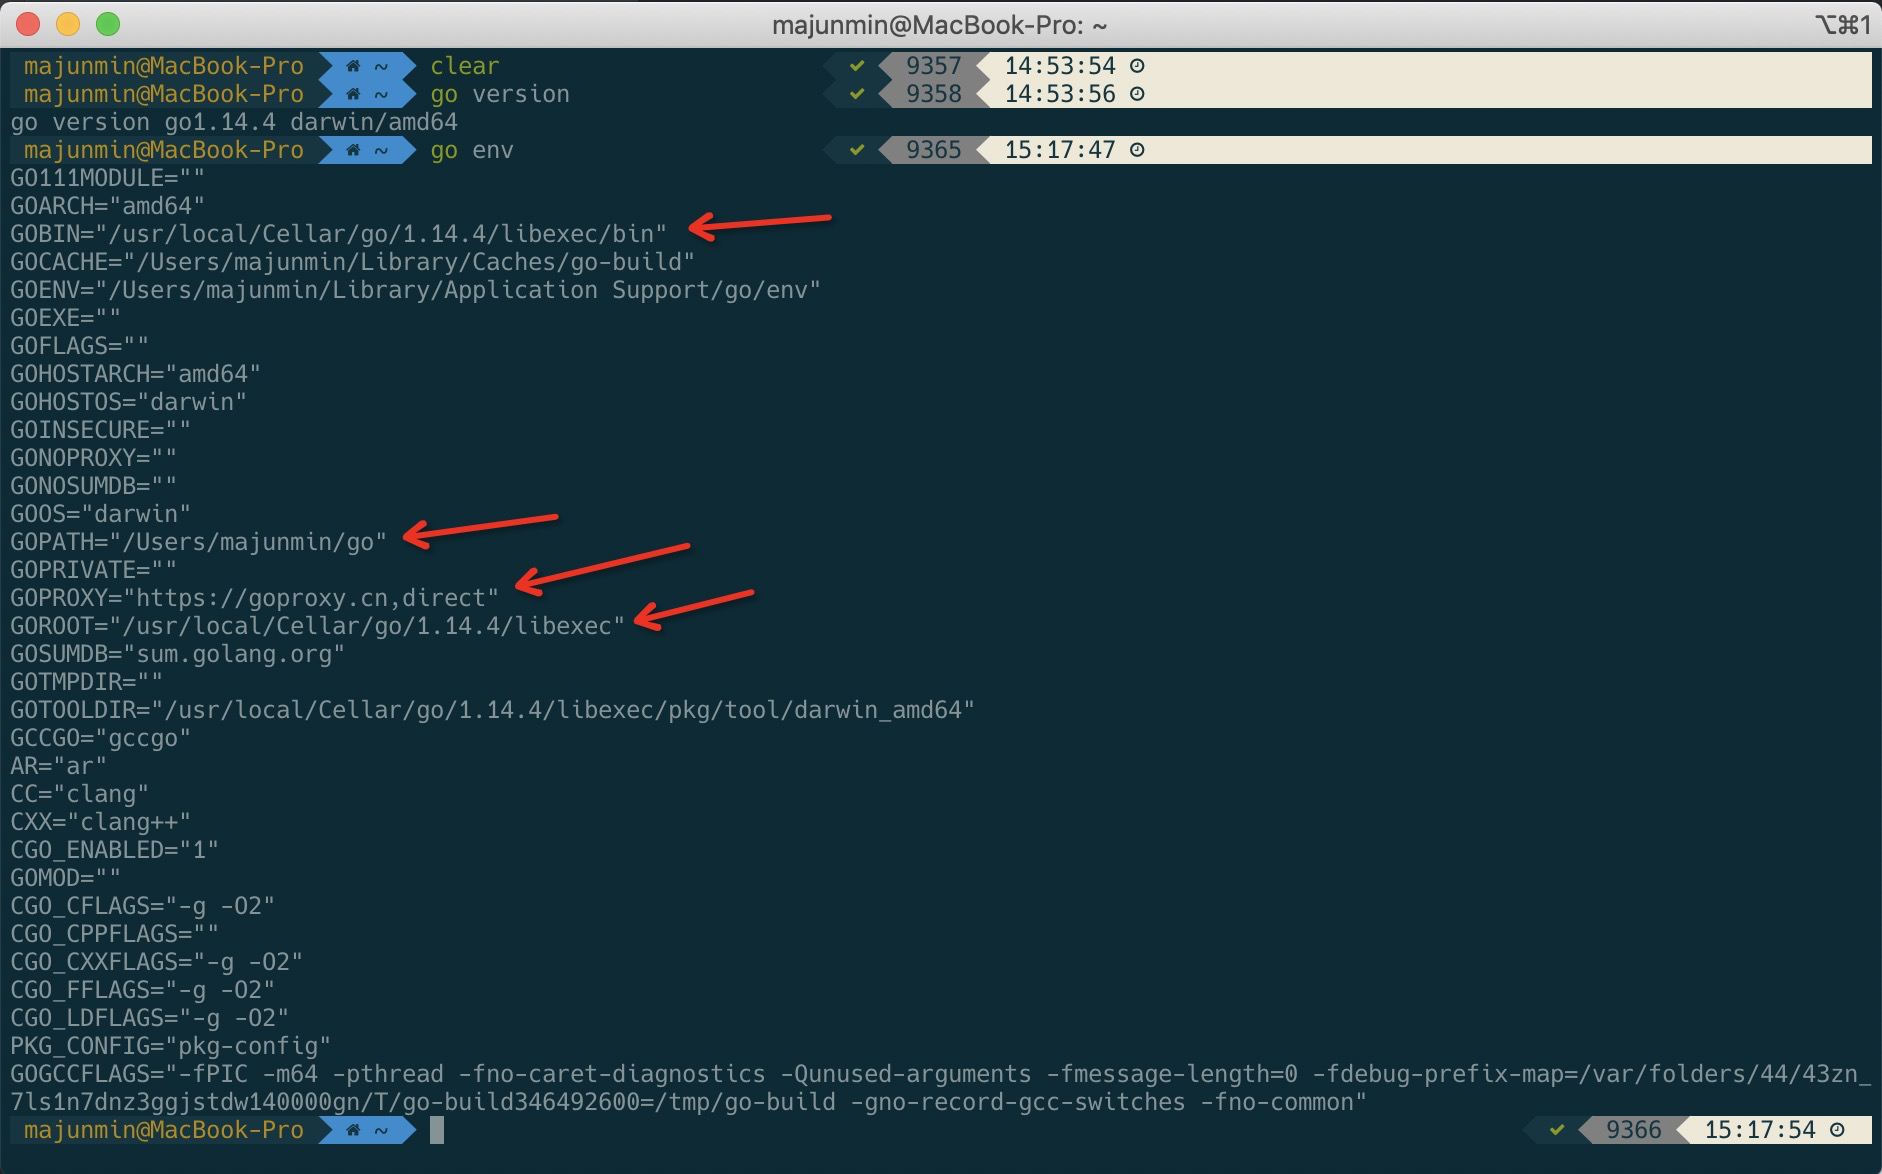 majunmin@MacBook-Pro: ~ ⌥⌘1
majunmin@MacBook-Pro ~ clear ✔ 9357 14:53:54
majunmin@MacBook-Pro ~ go version ✔ 9358 14:53:56
go version go1.14.4 darwin/amd64
majunmin@MacBook-Pro ~ go env ✔ 9365 15:17:47
GO111MODULE=""
GOARCH="amd64"
GOBIN="/usr/local/Cellar/go/1.14.4/libexec/bin"
GOCACHE="/Users/majunmin/Library/Caches/go-build"
GOENV="/Users/majunmin/Library/Application Support/go/env"
GOEXE=""
GOFLAGS=""
GOHOSTARCH="amd64"
GOHOSTOS="darwin"
GOINSECURE=""
GONOPROXY=""
GONOSUMDB=""
GOOS="darwin"
GOPATH="/Users/majunmin/go"
GOPRIVATE=""
GOPROXY="https://goproxy.cn,direct"
GOROOT="/usr/local/Cellar/go/1.14.4/libexec"
GOSUMDB="sum.golang.org"
GOTMPDIR=""
GOTOOLDIR="/usr/local/Cellar/go/1.14.4/libexec/pkg/tool/darwin_amd64"
GCCGO="gccgo"
AR="ar"
CC="clang"
CXX="clang++"
CGO_ENABLED="1"
GOMOD=""
CGO_CFLAGS="-g -O2"
CGO_CPPFLAGS=""
CGO_CXXFLAGS="-g -O2"
CGO_FFLAGS="-g -O2"
CGO_LDFLAGS="-g -O2"
PKG_CONFIG="pkg-config"
GOGCCFLAGS="-fPIC -m64 -pthread -fno-caret-diagnostics -Qunused-arguments -fmessage-length=0 -fdebug-prefix-map=/var/folders/44/43zn_
7ls1n7dnz3ggjstdw140000gn/T/go-build346492600=/tmp/go-build -gno-record-gcc-switches -fno-common"
majunmin@MacBook-Pro ~ ✔ 9366 15:17:54